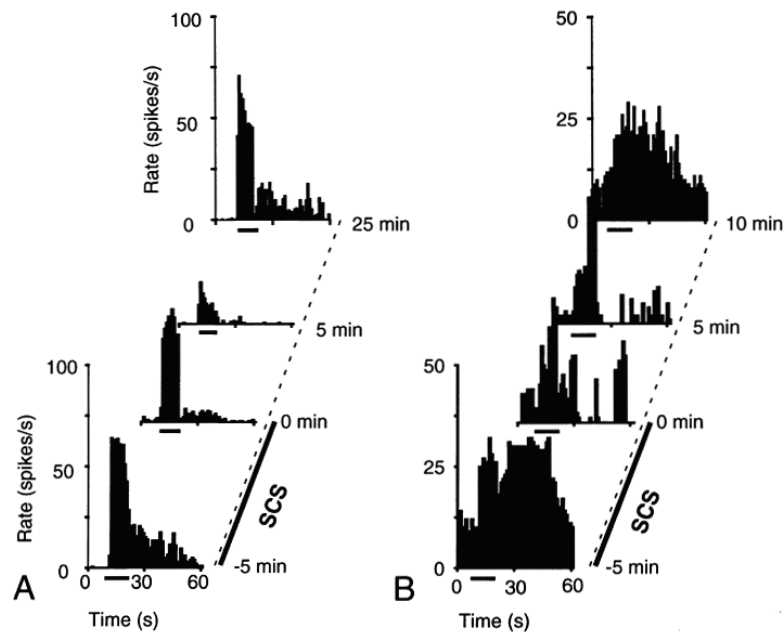 100
50
0
Rate (spikes/s)
25 min
5 min
0 min
100
50
0
Rate (spikes/s)
SCS
-5 min
0 30 60
A
Time (s)
50
25
0
10 min
5 min
0 min
50
25
0
SCS
-5 min
0 30 60
B
Time (s)